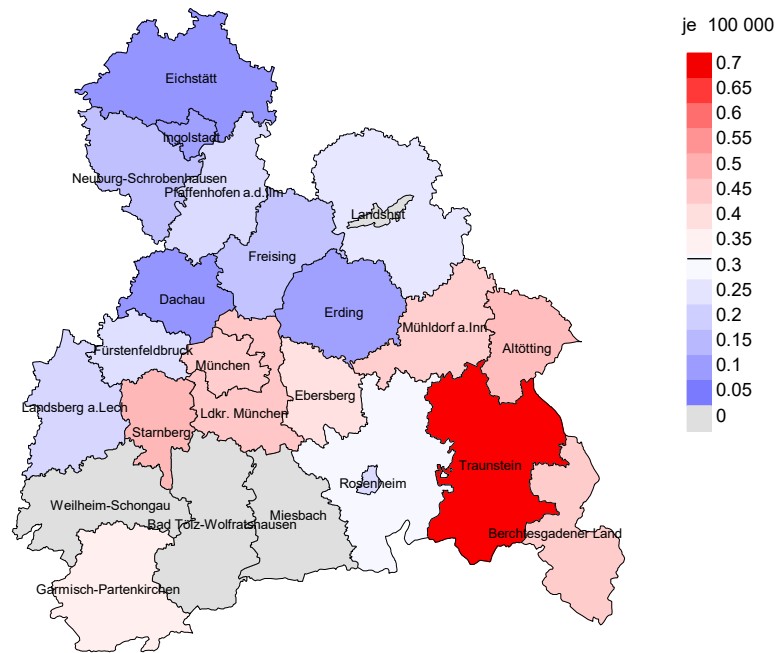 je 100 000
0.7
0.65
0.6
0.55
0.5
0.45
0.4
0.35
0.3
0.25
0.2
0.15
0.1
0.05
0
Eichstätt
Ingolstadt
Neuburg-Schrobenhausen
Pfaffenhofen a.d.Ilm
Landshut
Freising
Dachau
Erding
Mühldorf a.Inn
Altötting
Fürstenfeldbruck
München
Ebersberg
Landsberg a.Lech
Ldkr. München
Starnberg
Traunstein
Rosenheim
Weilheim-Schongau
Miesbach
Bad Tölz-Wolfratshausen
Berchtesgadener Land
Garmisch-Partenkirchen